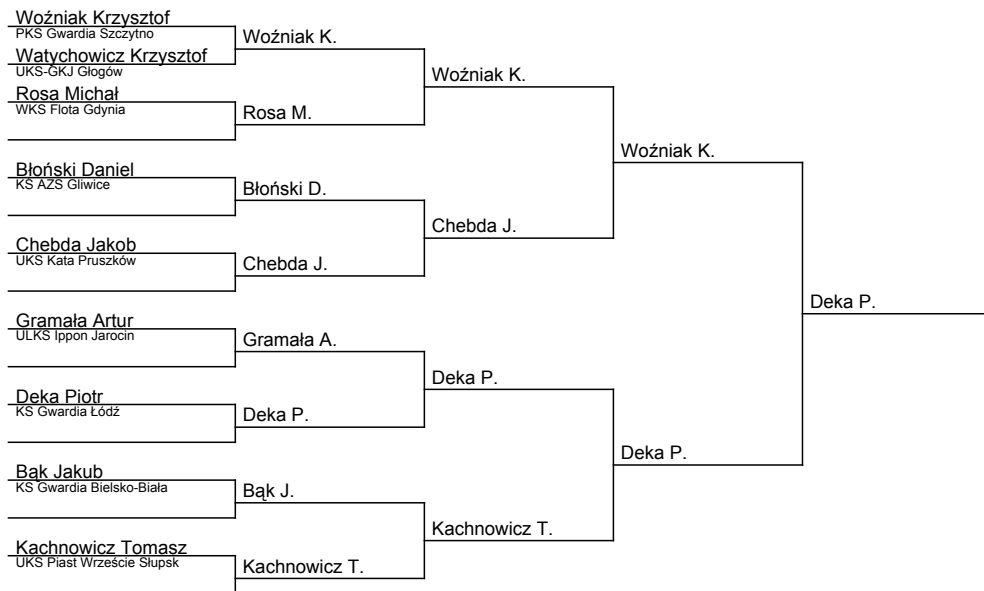 Woźniak Krzysztof
PKS Gwardia Szczytno
Woźniak K.
Watychowicz Krzysztof
UKS-GKJ Głogów
Woźniak K.
Rosa Michał
WKS Flota Gdynia
Rosa M.
Woźniak K.
Błoński Daniel
KS AZS Gliwice
Błoński D.
Chebda J.
Chebda Jakob
UKS Kata Pruszków
Chebda J.
Deka P.
Gramała Artur
ULKS Ippon Jarocin
Gramała A.
Deka P.
Deka Piotr
KS Gwardia Łódź
Deka P.
Deka P.
Bąk Jakub
KS Gwardia Bielsko-Biała
Bąk J.
Kachnowicz T.
Kachnowicz Tomasz
UKS Piast Wrzeście Słupsk
Kachnowicz T.